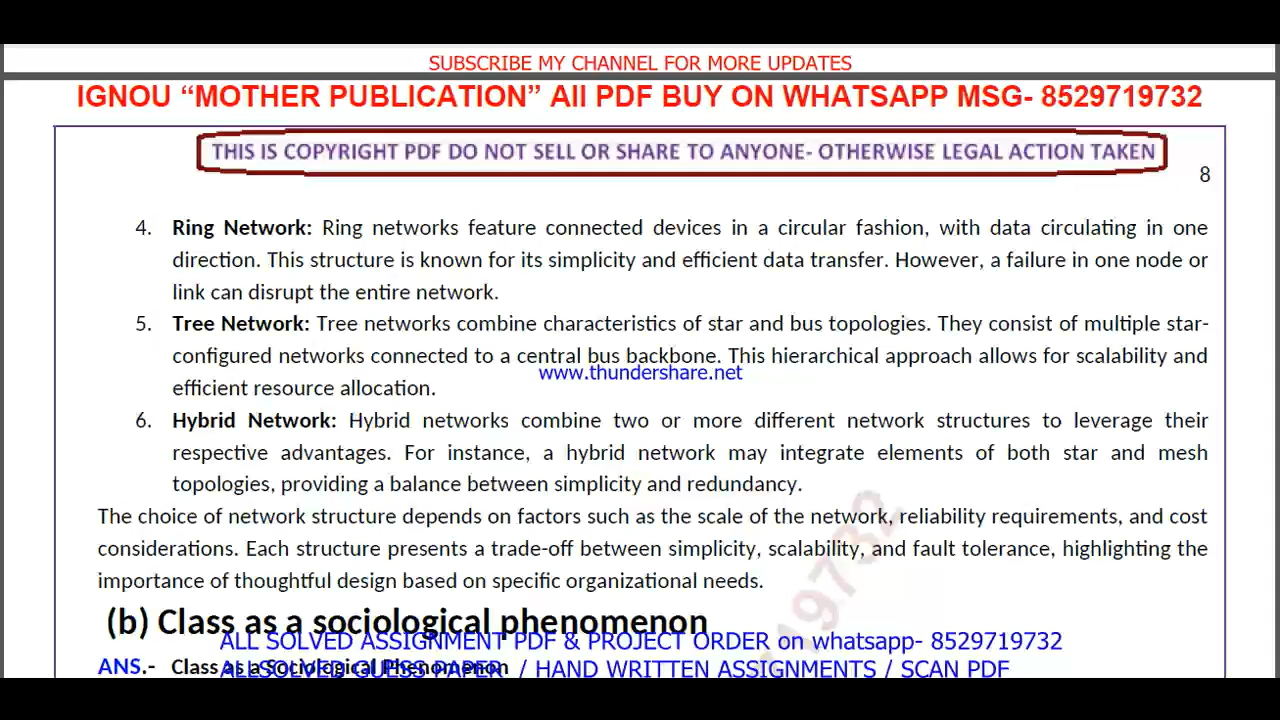 SUBSCRIBE MY CHANNEL FOR MORE UPDATES
IGNOU “MOTHER PUBLICATION” All PDF BUY ON WHATSAPP MSG- 8529719732
THIS IS COPYRIGHT PDF DO NOT SELL OR SHARE TO ANYONE- OTHERWISE LEGAL ACTION TAKEN
8
4. Ring Network: Ring networks feature connected devices in a circular fashion, with data circulating in one
direction. This structure is known for its simplicity and efficient data transfer. However, a failure in one node or
link can disrupt the entire network.
5. Tree Network: Tree networks combine characteristics of star and bus topologies. They consist of multiple star-
configured networks connected to a central bus backbone. This hierarchical approach allows for scalability and
www.thundershare.net
efficient resource allocation.
6. Hybrid Network: Hybrid networks combine two or more different network structures to leverage their
respective advantages. For instance, a hybrid network may integrate elements of both star and mesh
topologies, providing a balance between simplicity and redundancy.
The choice of network structure depends on factors such as the scale of the network, reliability requirements, and cost
considerations. Each structure presents a trade-off between simplicity, scalability, and fault tolerance, highlighting the
importance of thoughtful design based on specific organizational needs.
19732
(b) Class as a sociological phenomenon
ALL SOLVED ASSIGNMENT PDF & PROJECT ORDER on whatsapp- 8529719732
ANS.- Class as a Sociological Phenomenon
ALL SOLVED GUESS PAPER / HAND WRITTEN ASSIGNMENTS / SCAN PDF